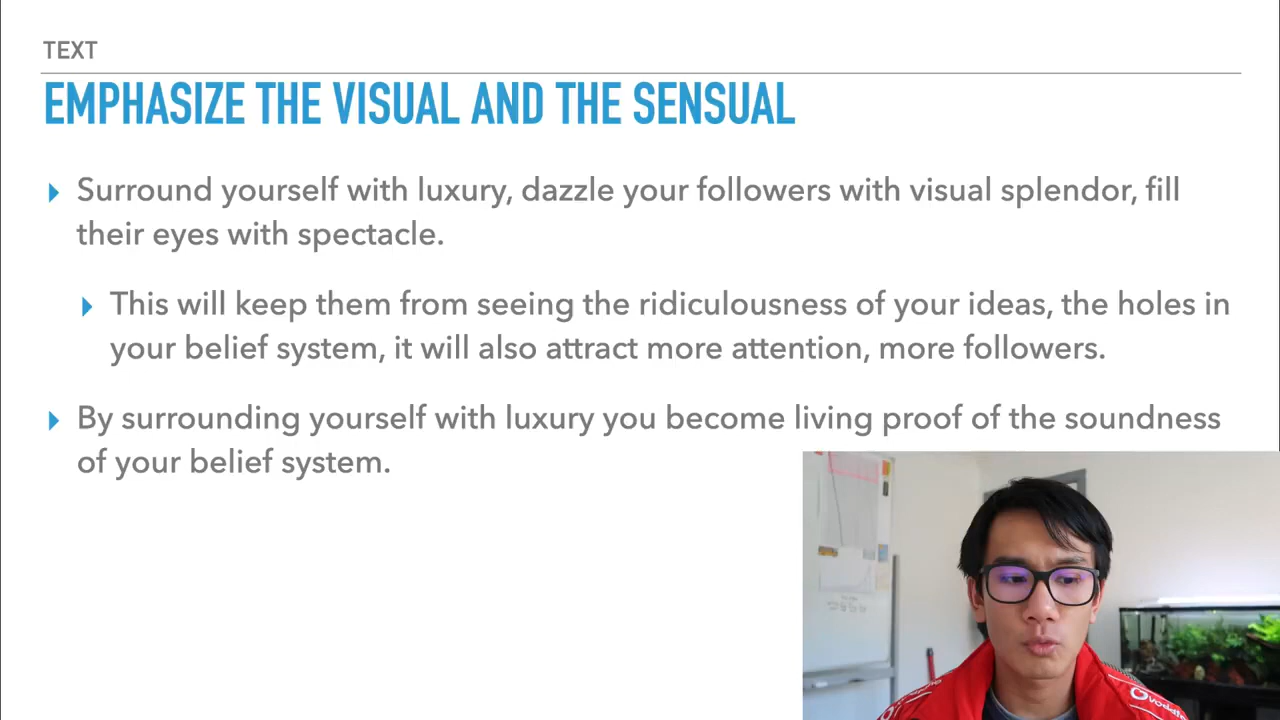 TEXT
EMPHASIZE THE VISUAL AND THE SENSUAL
Surround yourself with luxury, dazzle your followers with visual splendor, fill
their eyes with spectacle.
This will keep them from seeing the ridiculousness of your ideas, the holes in
your belief system, it will also attract more attention, more followers.
By surrounding yourself with luxury you become living proof of the soundness
of your belief system.